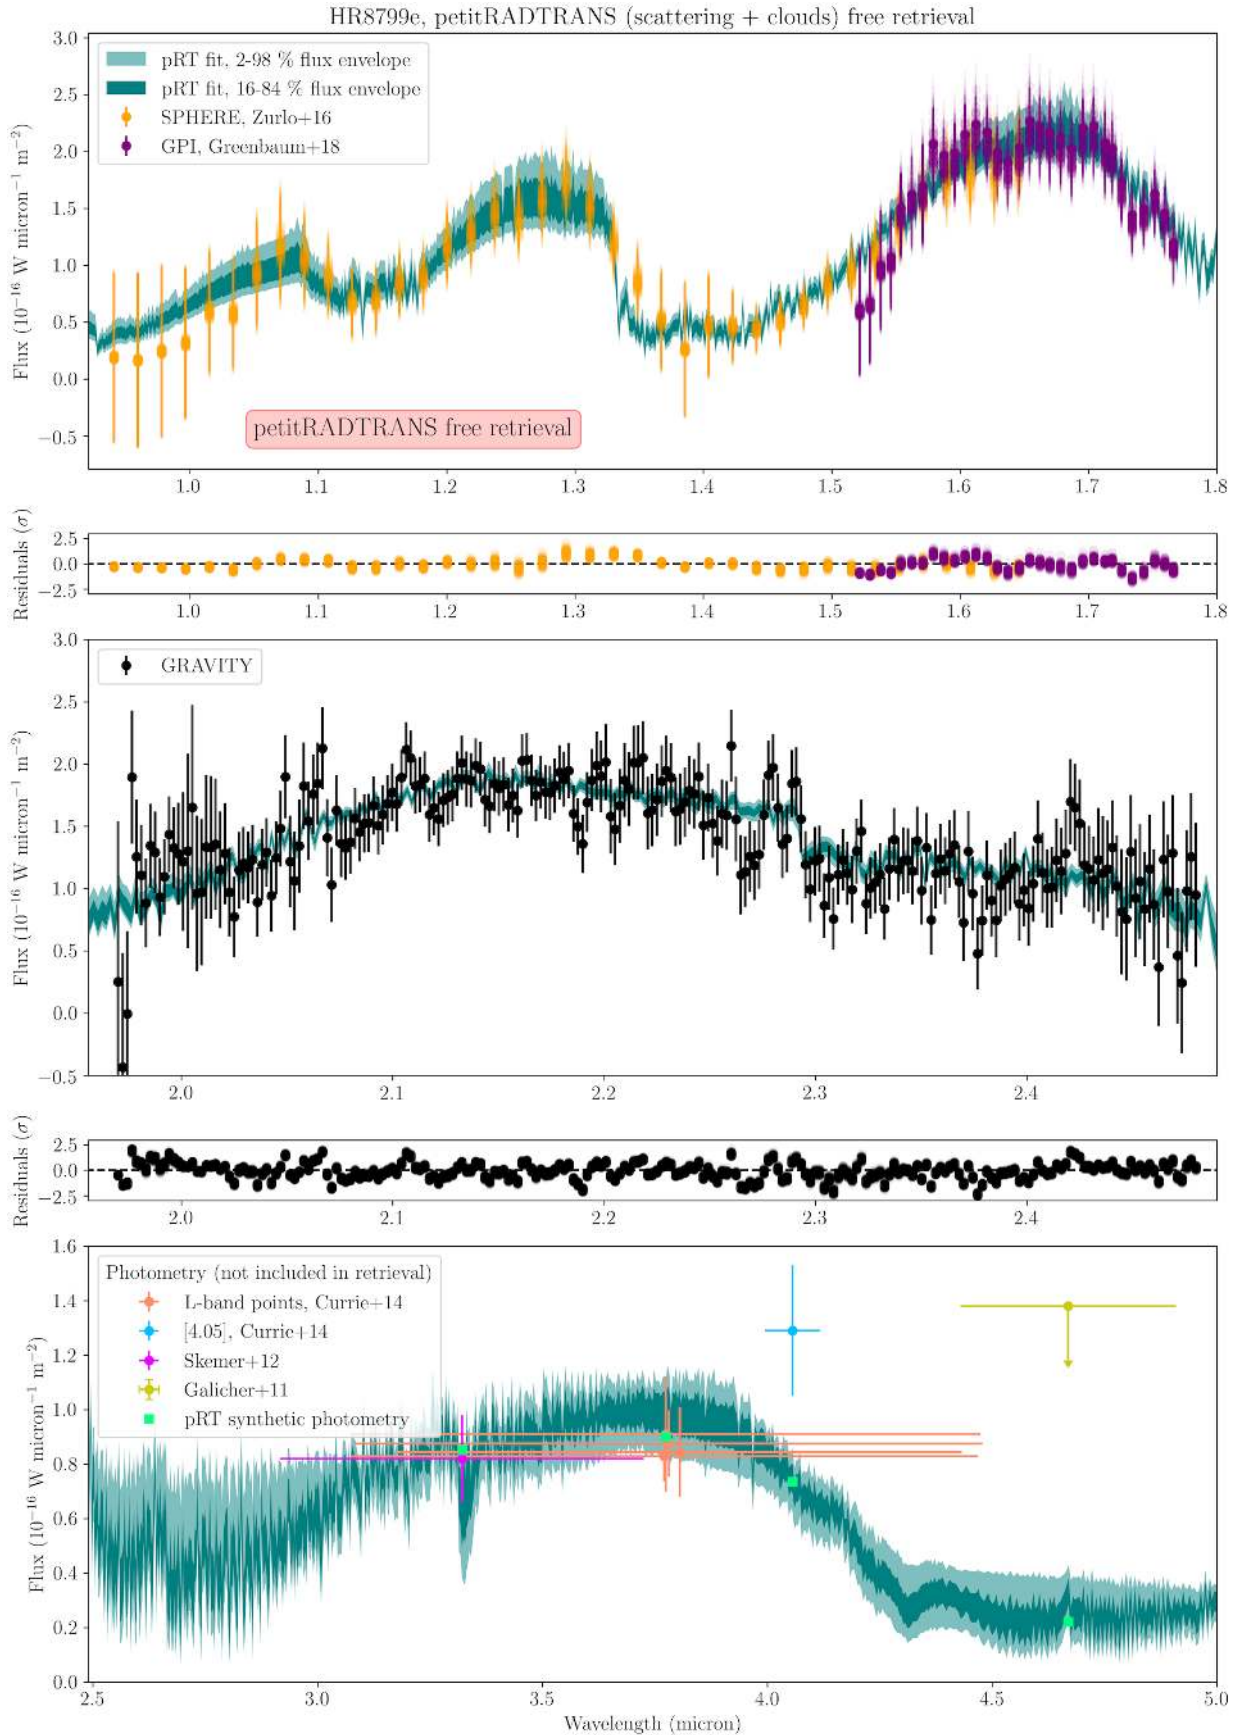 HR8799e, petitRADTRANS (scattering + clouds) free retrieval
3.0
2.5
2.0
1.5
1.0
0.5
0.0
−0.5
Flux (10⁻¹⁶ W micron⁻¹ m⁻²)
pRT fit, 2-98 % flux envelope
pRT fit, 16-84 % flux envelope
SPHERE, Zurlo+16
GPI, Greenbaum+18
petitRADTRANS free retrieval
1.0 1.1 1.2 1.3 1.4 1.5 1.6 1.7 1.8
Residuals (σ)
2.5
0.0
−2.5
1.0 1.1 1.2 1.3 1.4 1.5 1.6 1.7 1.8
3.0
2.5
2.0
1.5
1.0
0.5
0.0
−0.5
Flux (10⁻¹⁶ W micron⁻¹ m⁻²)
GRAVITY
2.0 2.1 2.2 2.3 2.4
Residuals (σ)
2.5
0.0
−2.5
2.0 2.1 2.2 2.3 2.4
1.6
1.4
1.2
1.0
0.8
0.6
0.4
0.2
0.0
Flux (10⁻¹⁶ W micron⁻¹ m⁻²)
Photometry (not included in retrieval)
L-band points, Currie+14
[4.05], Currie+14
Skemer+12
Galicher+11
pRT synthetic photometry
2.5 3.0 3.5 4.0 4.5 5.0
Wavelength (micron)